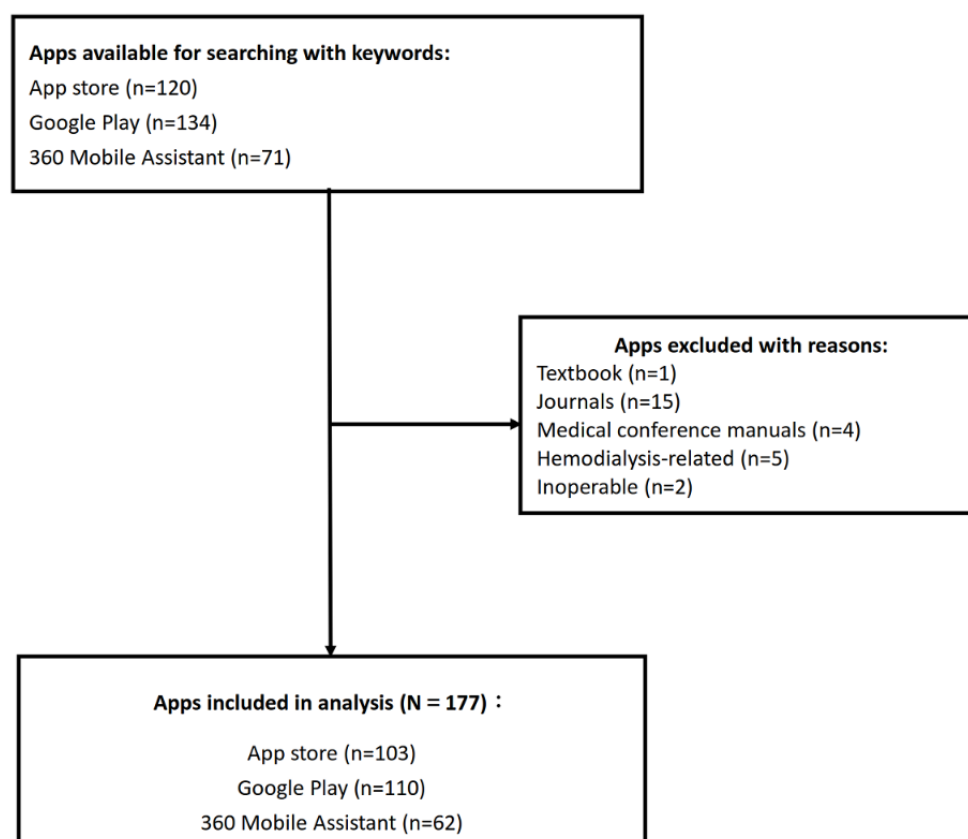 Apps available for searching with keywords:
App store (n=120)
Google Play (n=134)
360 Mobile Assistant (n=71)
Apps excluded with reasons:
Textbook (n=1)
Journals (n=15)
Medical conference manuals (n=4)
Hemodialysis-related (n=5)
Inoperable (n=2)
Apps included in analysis (N = 177)：
App store (n=103)
Google Play (n=110)
360 Mobile Assistant (n=62)